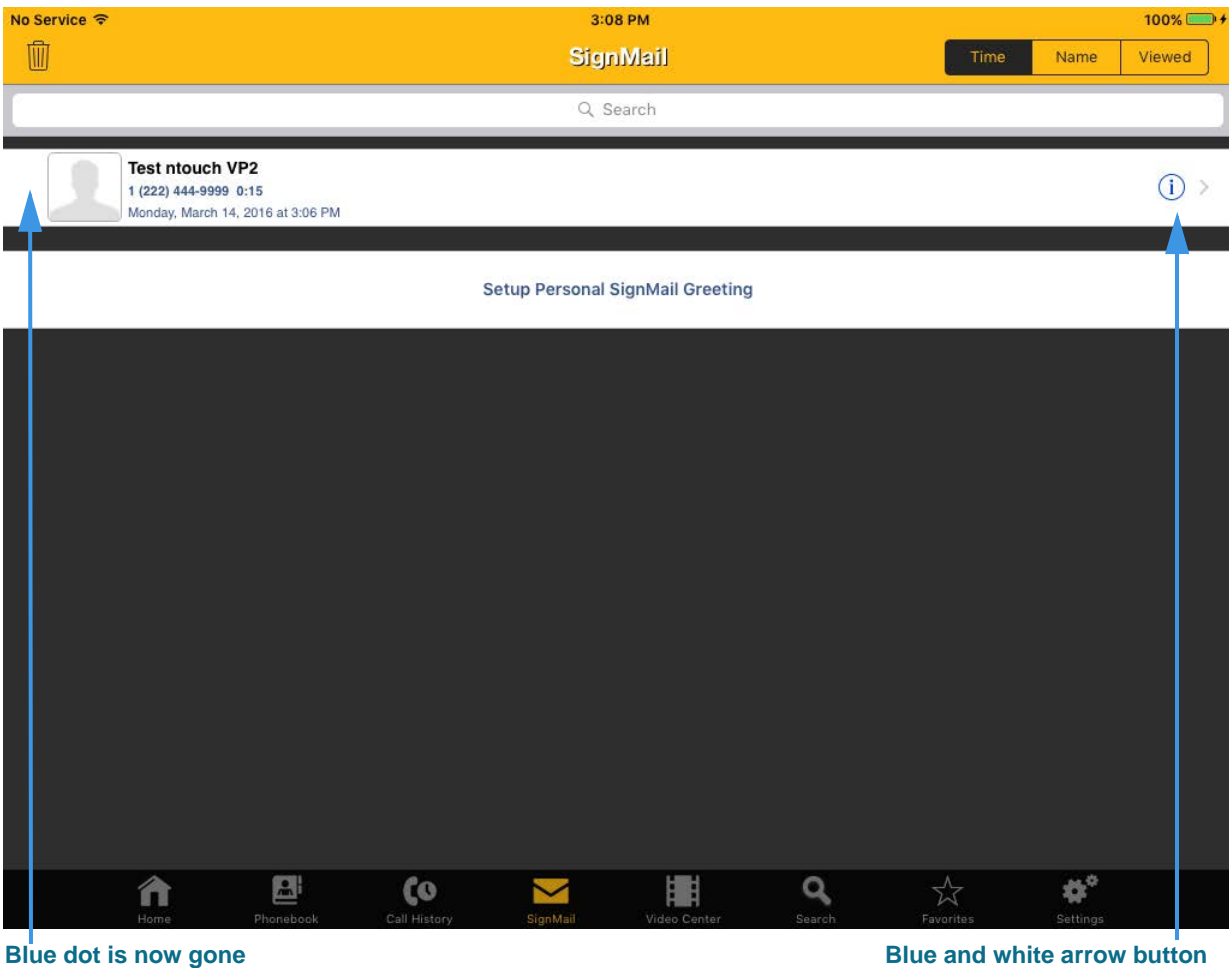 No Service 3:08 PM 100%
SignMail Time Name Viewed
Search
Test ntouch VP2
1 (222) 444-9999 0:15
Monday, March 14, 2016 at 3:06 PM
i
Setup Personal SignMail Greeting
Home Phonebook Call History SignMail Video Center Search Favorites Settings
Blue dot is now gone Blue and white arrow button